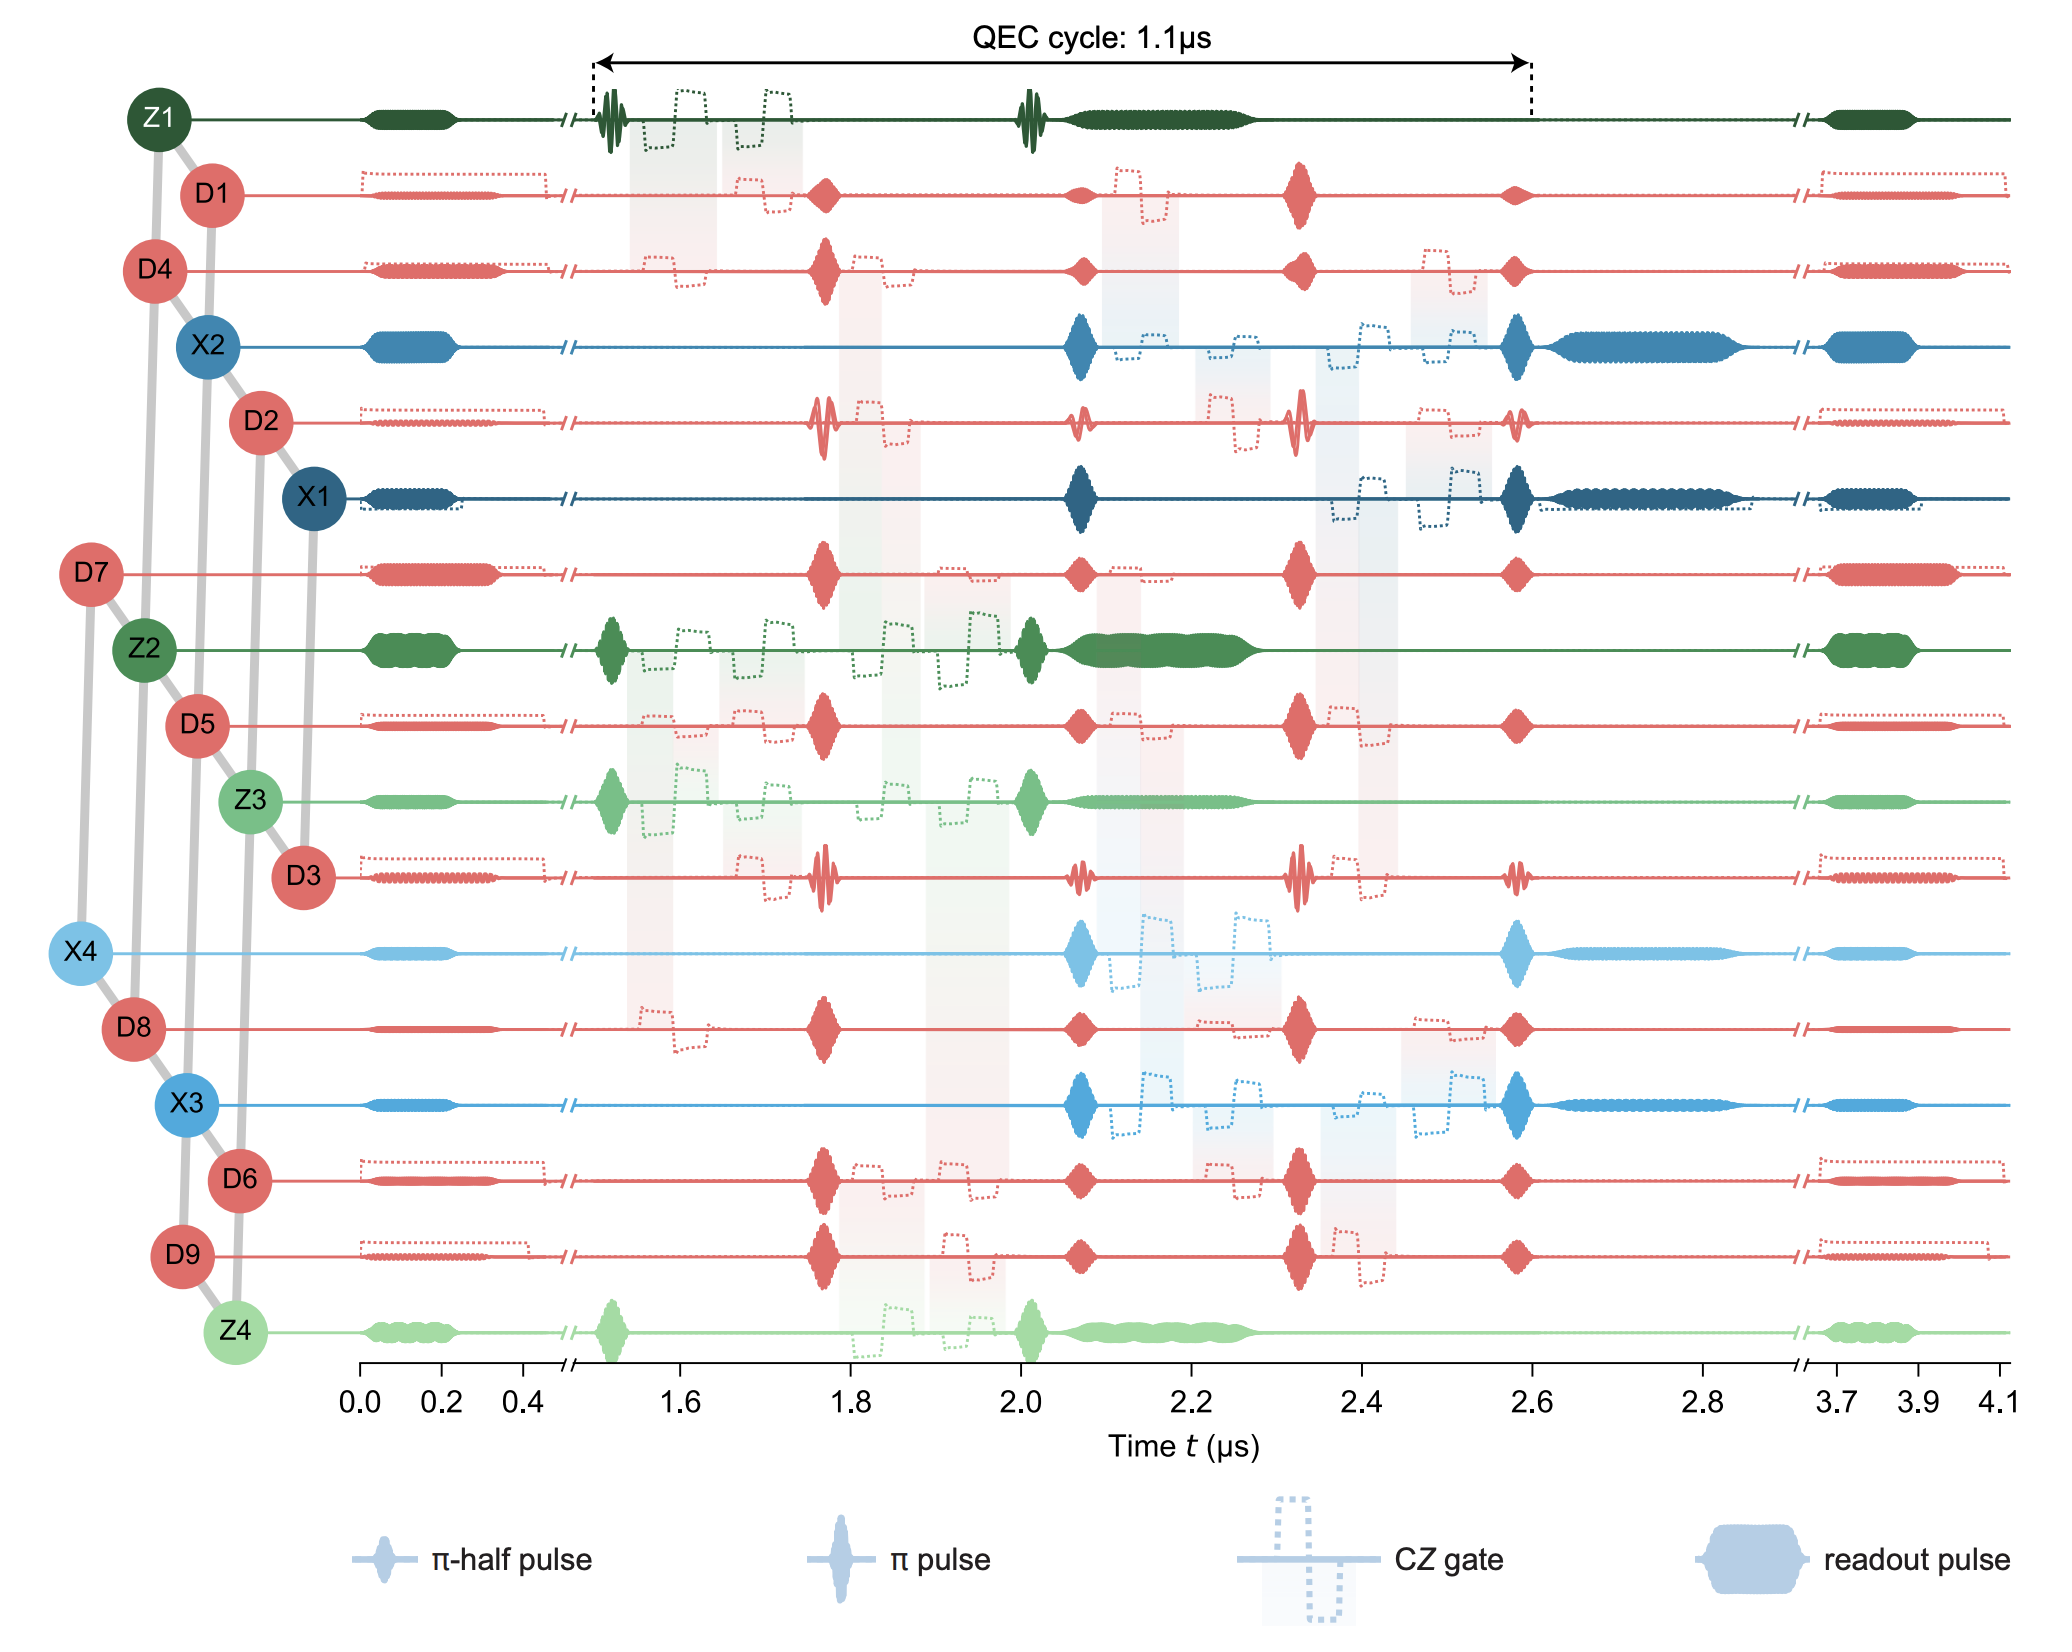 QEC cycle: 1.1µs
Z1
D1
D4
X2
D2
X1
D7
Z2
D5
Z3
D3
X4
D8
X3
D6
D9
Z4
0.0 0.2 0.4 1.6 1.8 2.0 2.2 2.4 2.6 2.8 3.7 3.9 4.1
Time t (µs)
π-half pulse π pulse CZ gate readout pulse